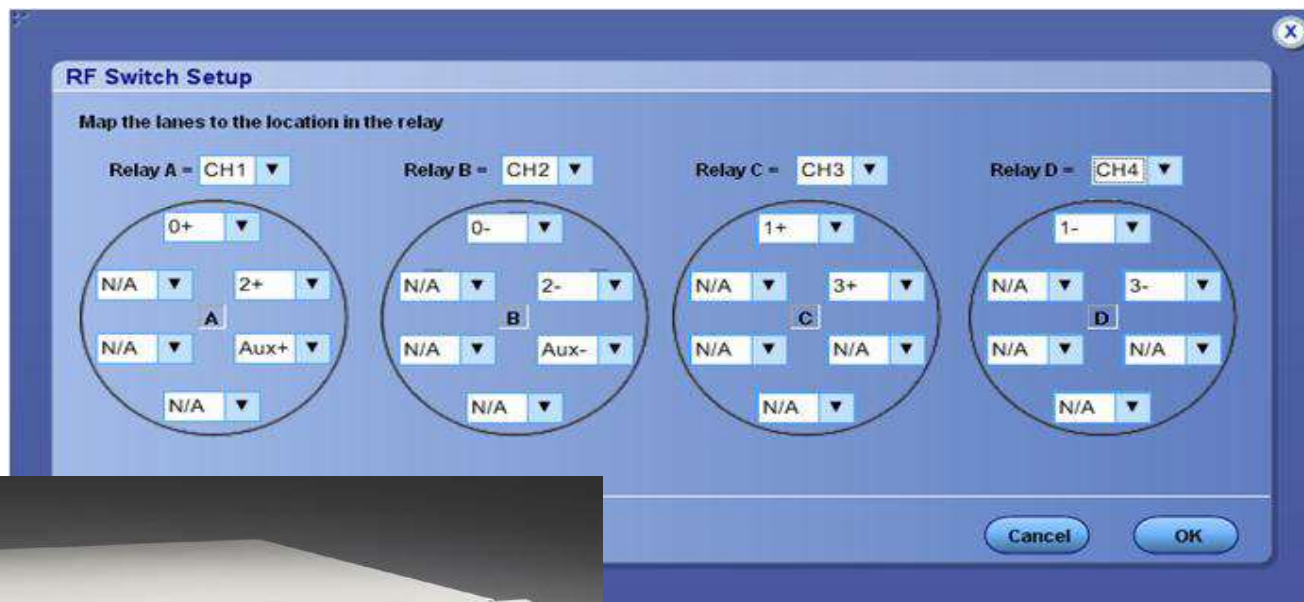 X
RF Switch Setup
Map the lanes to the location in the relay
Relay A = CH1 ▼ Relay B = CH2 ▼ Relay C = CH3 ▼ Relay D = CH4 ▼
0+ ▼ 0- ▼ 1+ ▼ 1- ▼
N/A ▼ 2+ ▼ N/A ▼ 2- ▼ N/A ▼ 3+ ▼ N/A ▼ 3- ▼
A B C D
N/A ▼ Aux+ ▼ N/A ▼ Aux- ▼ N/A ▼ N/A ▼ N/A ▼ N/A ▼
N/A ▼ N/A ▼ N/A ▼ N/A ▼
Cancel OK